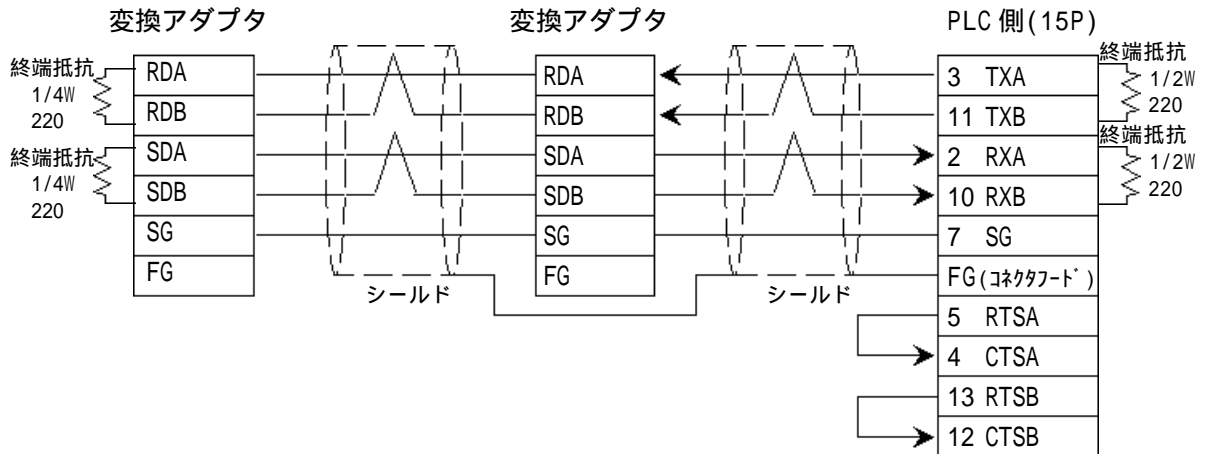 変換アダプタ
変換アダプタ
PLC 側(15P)
終端抵抗
1/4W
220
終端抵抗
1/4W
220
RDA
RDB
SDA
SDB
SG
FG
シールド
RDA
RDB
SDA
SDB
SG
FG
シールド
3 TXA
11 TXB
2 RXA
10 RXB
7 SG
FG(ｺﾈｸﾀﾌｰﾄﾞ)
5 RTSA
4 CTSA
13 RTSB
12 CTSB
終端抵抗
1/2W
220
終端抵抗
1/2W
220